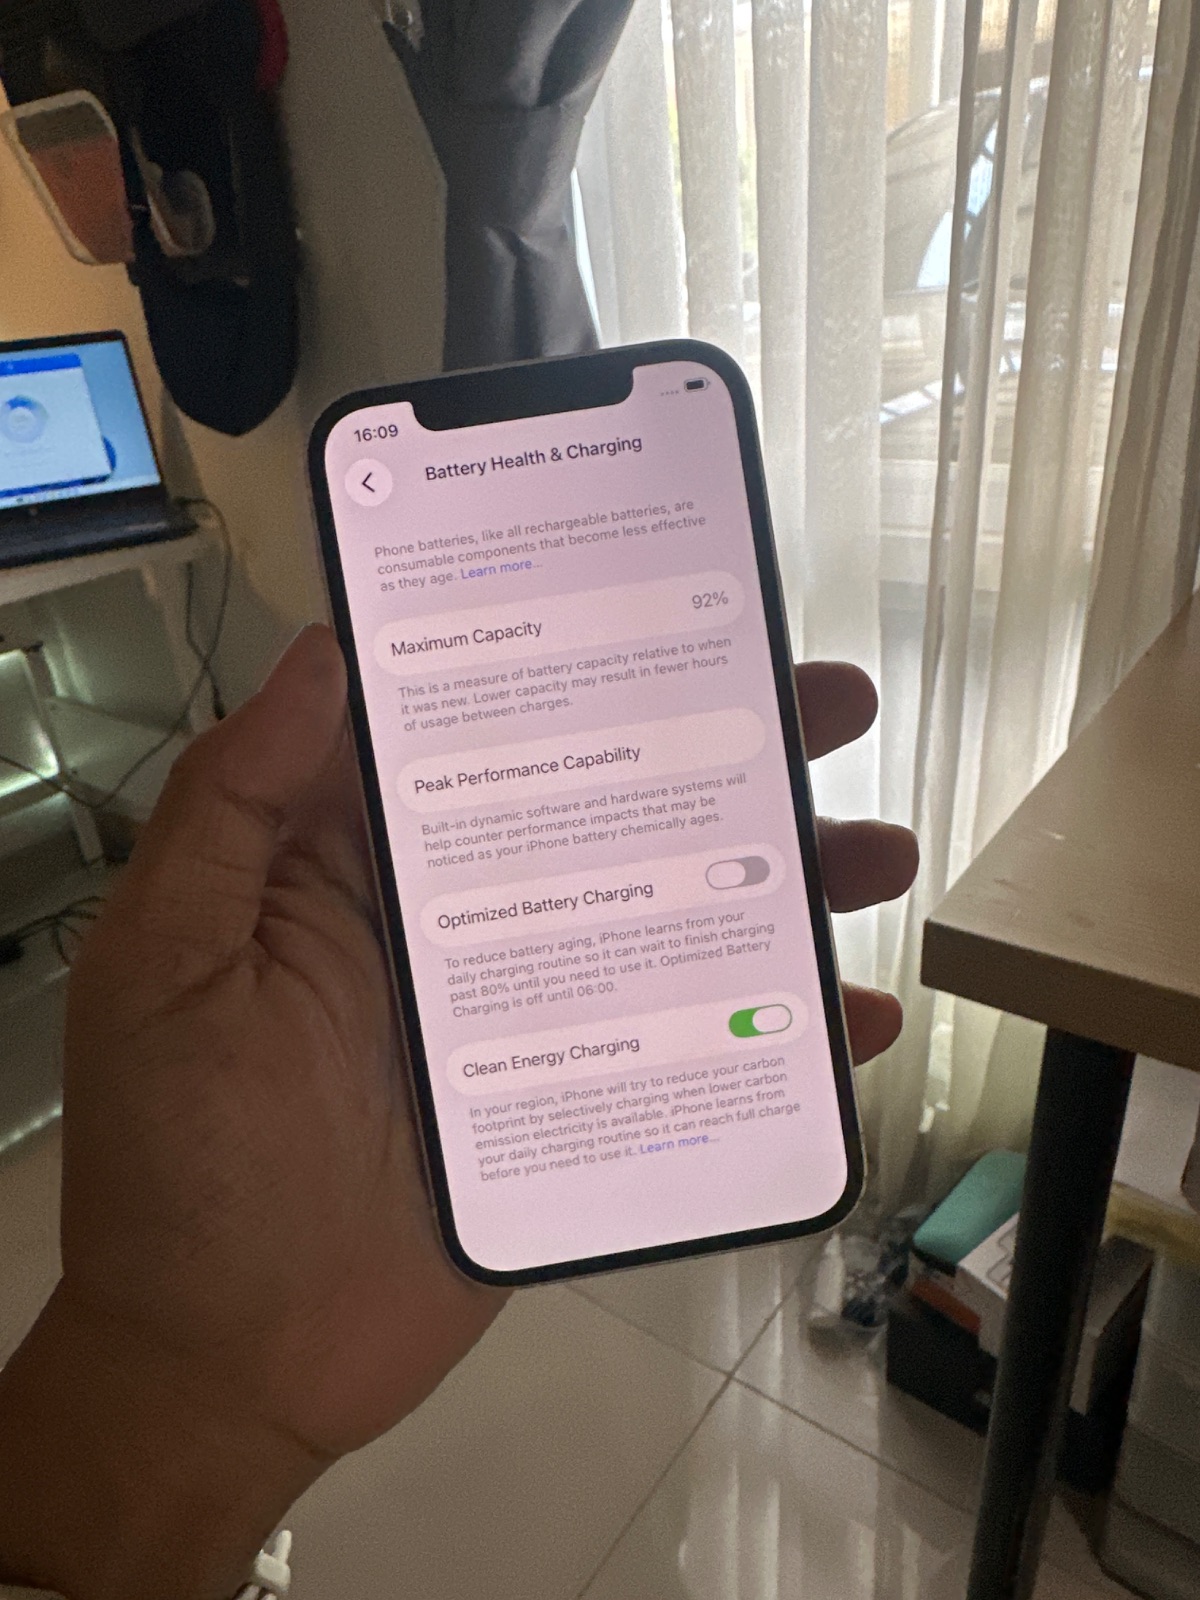 16:09
Battery Health & Charging
Phone batteries, like all rechargeable batteries, are
consumable components that become less effective
as they age. Learn more...
Maximum Capacity 92%
This is a measure of battery capacity relative to when
it was new. Lower capacity may result in fewer hours
of usage between charges.
Peak Performance Capability
Built-in dynamic software and hardware systems will
help counter performance impacts that may be
noticed as your iPhone battery chemically ages.
Optimized Battery Charging
To reduce battery aging, iPhone learns from your
daily charging routine so it can wait to finish charging
past 80% until you need to use it. Optimized Battery
Charging is off until 06:00.
Clean Energy Charging
In your region, iPhone will try to reduce your carbon
footprint by selectively charging when lower carbon
emission electricity is available. iPhone learns from
your daily charging routine so it can reach full charge
before you need to use it. Learn more...